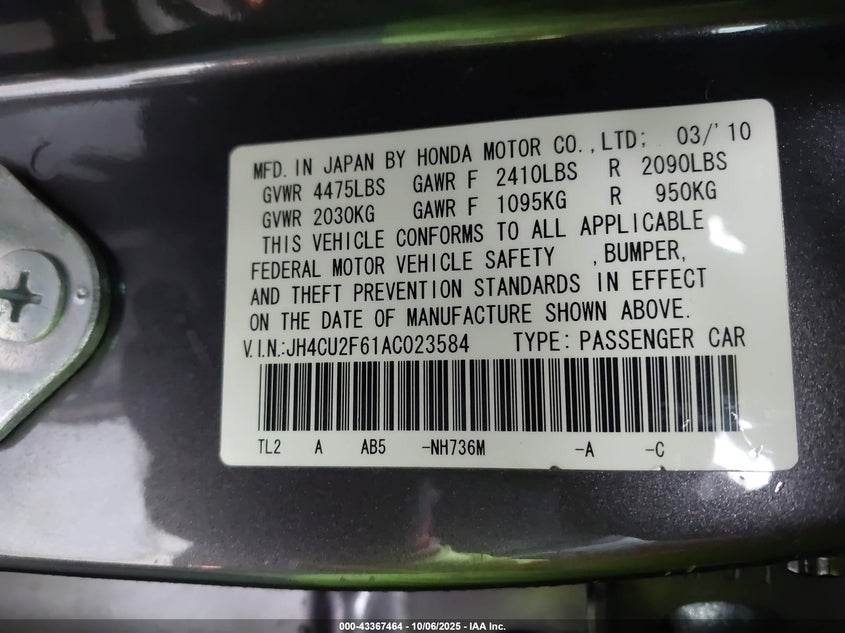 MFD. IN JAPAN BY HONDA MOTOR CO., LTD; 03/'10
GVWR 4475LBS GAWR F 2410LBS R 2090LBS
GVWR 2030KG GAWR F 1095KG R 950KG
THIS VEHICLE CONFORMS TO ALL APPLICABLE
FEDERAL MOTOR VEHICLE SAFETY , BUMPER,
AND THEFT PREVENTION STANDARDS IN EFFECT
ON THE DATE OF MANUFACTURE SHOWN ABOVE.
V.I.N.:JH4CU2F61AC023584 TYPE: PASSENGER CAR
TL2 A AB5 -NH736M -A -C
000-43367464 - 10/06/2025 - IAA Inc.